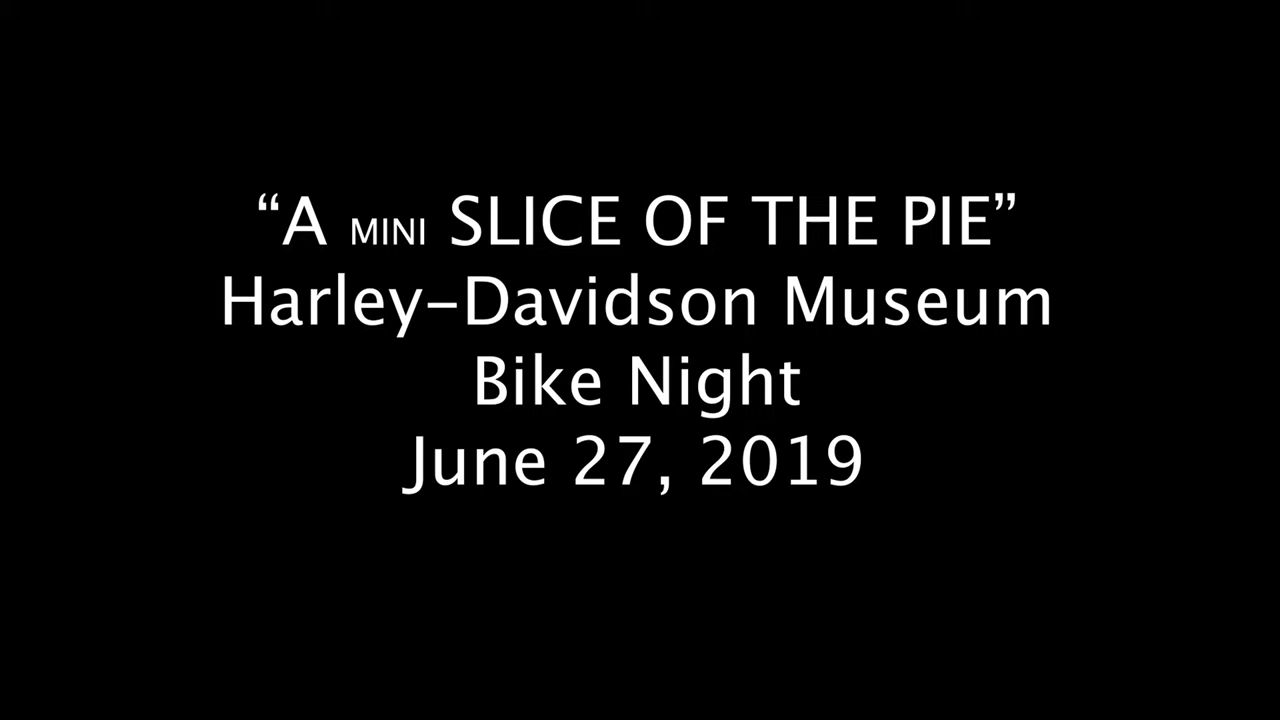 “A MINI SLICE OF THE PIE”
Harley-Davidson Museum
Bike Night
June 27, 2019